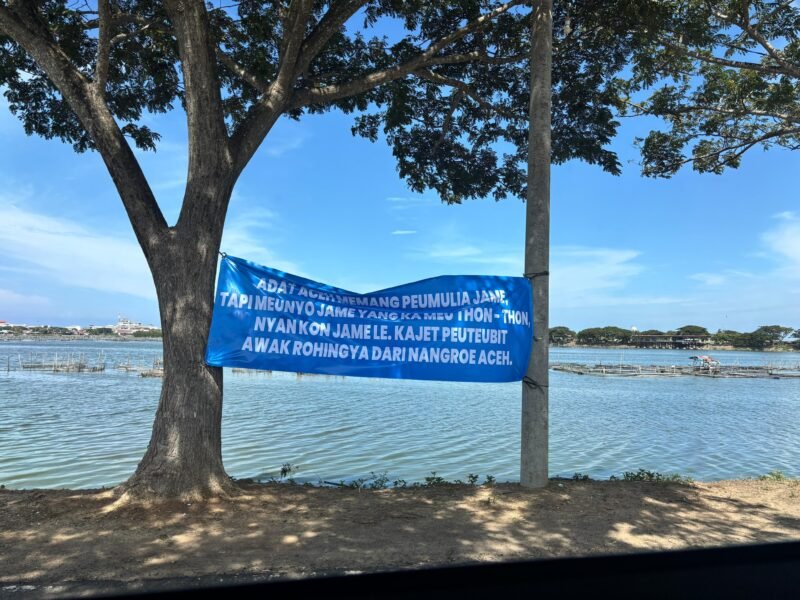 ADAT ACEH MEMANG PEUMULIA JAME,
TAPI MEUNYO JAME YANG KA MEU THON - THON,
NYAN KON JAME LE. KAJET PEUTEUBIT
AWAK ROHINGYA DARI NANGROE ACEH.